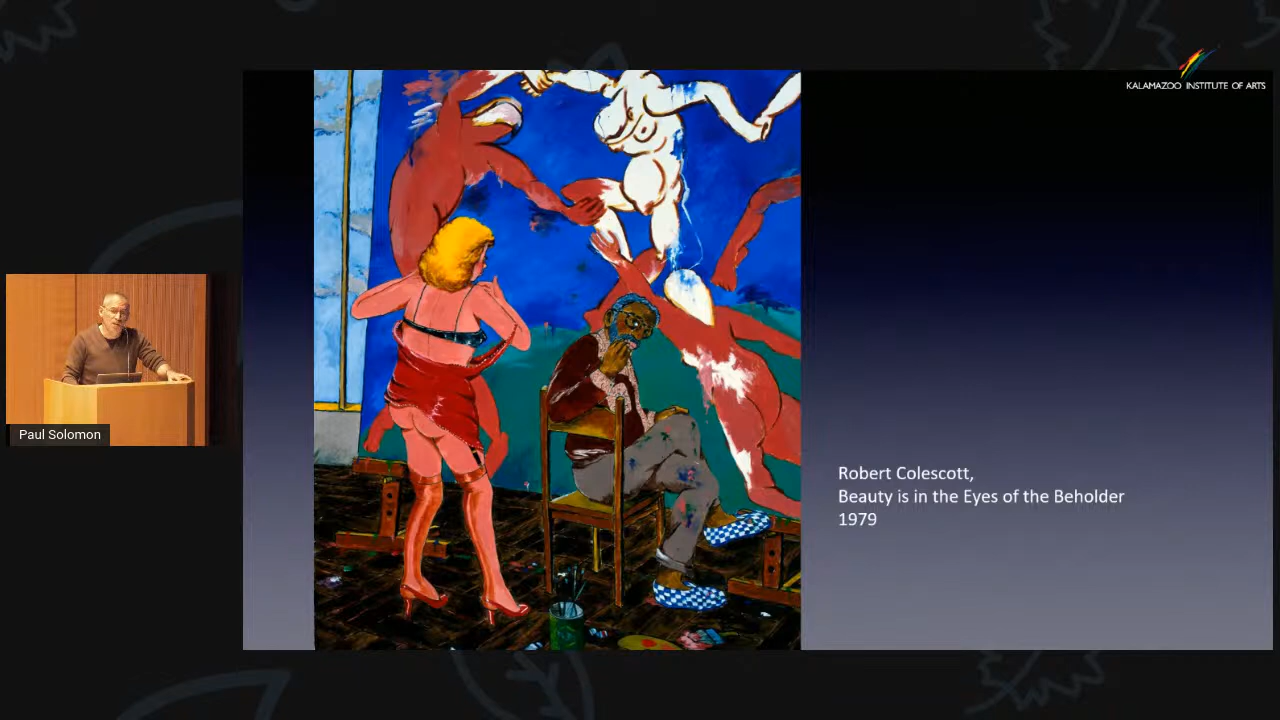 KALAMAZOO INSTITUTE OF ARTS
Paul Solomon
Robert Colescott,
Beauty is in the Eyes of the Beholder
1979